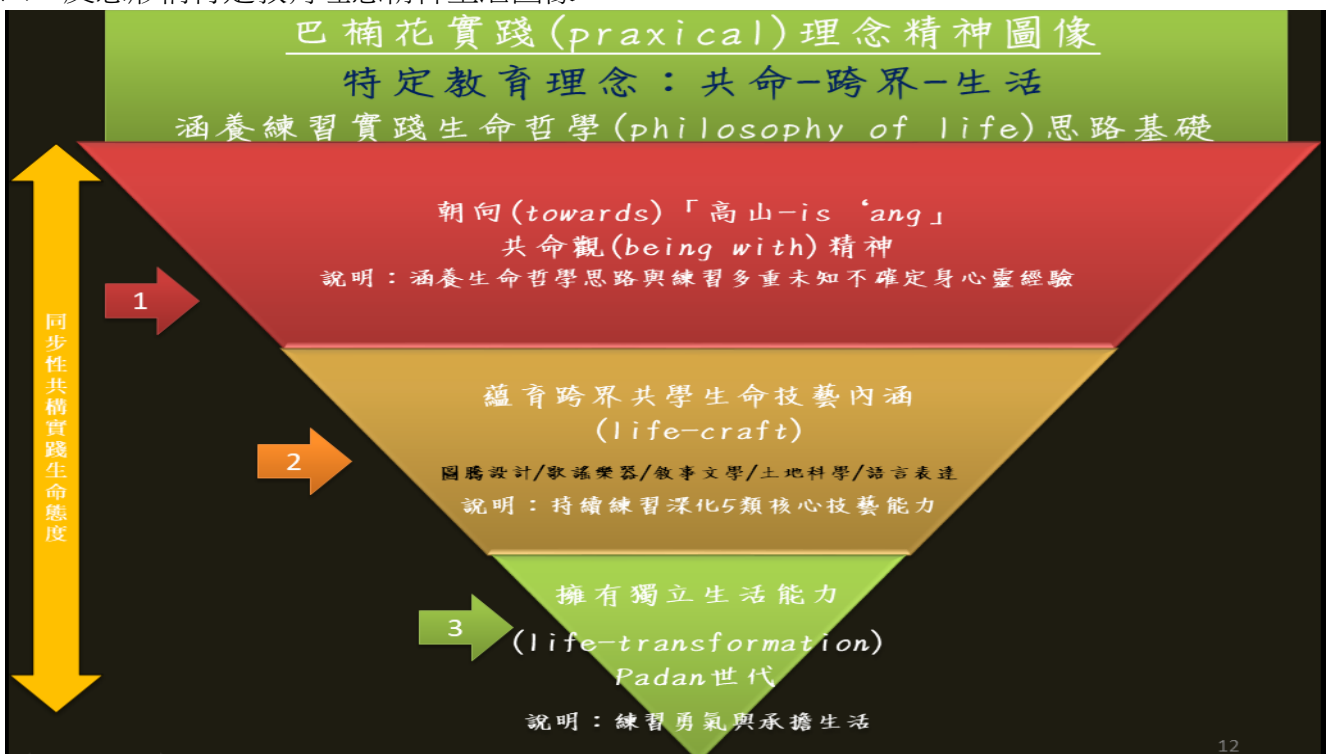 巴楠花實踐(praxical)理念精神圖像
特定教育理念：共命-跨界-生活
涵養練習實踐生命哲學(philosophy of life)思路基礎
朝向(towards)「高山-is‘ang」
共命觀(being with)精神
說明：涵養生命哲學思路與練習多重未知不確定身心靈經驗
1
同步性共構實踐生命態度
蘊育跨界共學生命技藝內涵
(life-craft)
2
圖騰設計/歌謠樂器/敘事文學/土地科學/語言表達
說明：持續練習深化5類核心技藝能力
擁有獨立生活能力
3
(life-transformation)
Padan世代
說明：練習勇氣與承擔生活
12